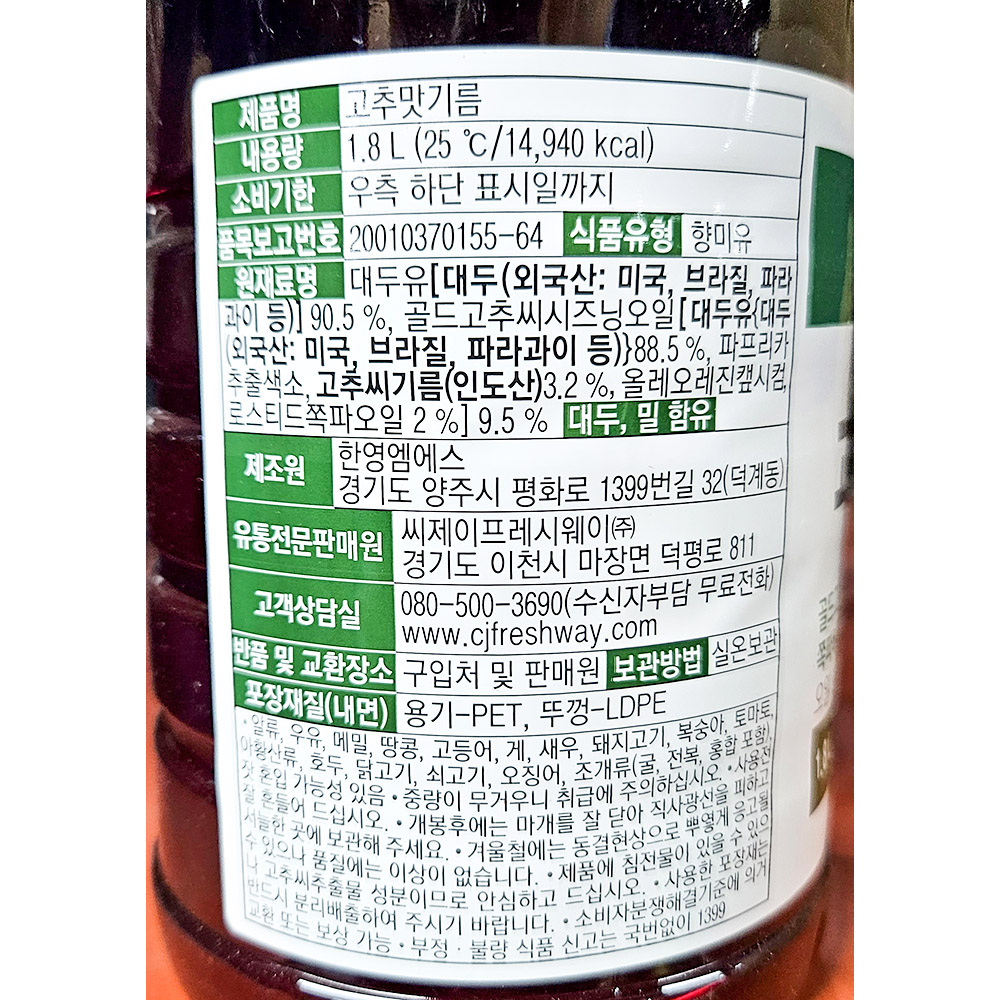 제품명 고추맛기름
내용량 1.8 L (25 ℃/14,940 kcal)
소비기한 우측 하단 표시일까지
품목보고번호 20010370155-64 식품유형 향미유
원재료명 대두유[대두(외국산: 미국, 브라질, 파라
과이 등)] 90.5 %, 골드고추씨시즈닝오일[대두유{대두
(외국산: 미국, 브라질, 파라과이 등)}88.5 %, 파프리카
추출색소, 고추씨기름(인도산)3.2 %, 올레오레진캪시컴,
로스티드쪽파오일 2 %] 9.5 % 대두, 밀 함유
제조원 한영엠에스
경기도 양주시 평화로 1399번길 32(덕계동)
유통전문판매원 씨제이프레시웨이㈜
경기도 이천시 마장면 덕평로 811
고객상담실 080-500-3690(수신자부담 무료전화)
www.cjfreshway.com
반품 및 교환장소 구입처 및 판매원 보관방법 실온보관
포장재질(내면) 용기-PET, 뚜껑-LDPE
• 알류, 우유, 메밀, 땅콩, 고등어, 게, 새우, 돼지고기, 복숭아, 토마토,
아황산류, 호두, 닭고기, 쇠고기, 오징어, 조개류(굴, 전복, 홍합 포함),
잣 혼입 가능성 있음 • 중량이 무거우니 취급에 주의하십시오. • 사용전
잘 흔들어 드십시오. • 개봉후에는 마개를 잘 닫아 직사광선을 피하고
서늘한 곳에 보관해 주세요. • 겨울철에는 동결현상으로 뿌옇게 응고될
수 있으나 품질에는 이상이 없습니다. • 제품에 침전물이 있을 수 있으
나 고추씨추출물 성분이므로 안심하고 드십시오. • 사용한 포장재는
반드시 분리배출하여 주시기 바랍니다. • 소비자분쟁해결기준에 의거
교환 또는 보상 가능 • 부정 · 불량 식품 신고는 국번없이 1399
골드